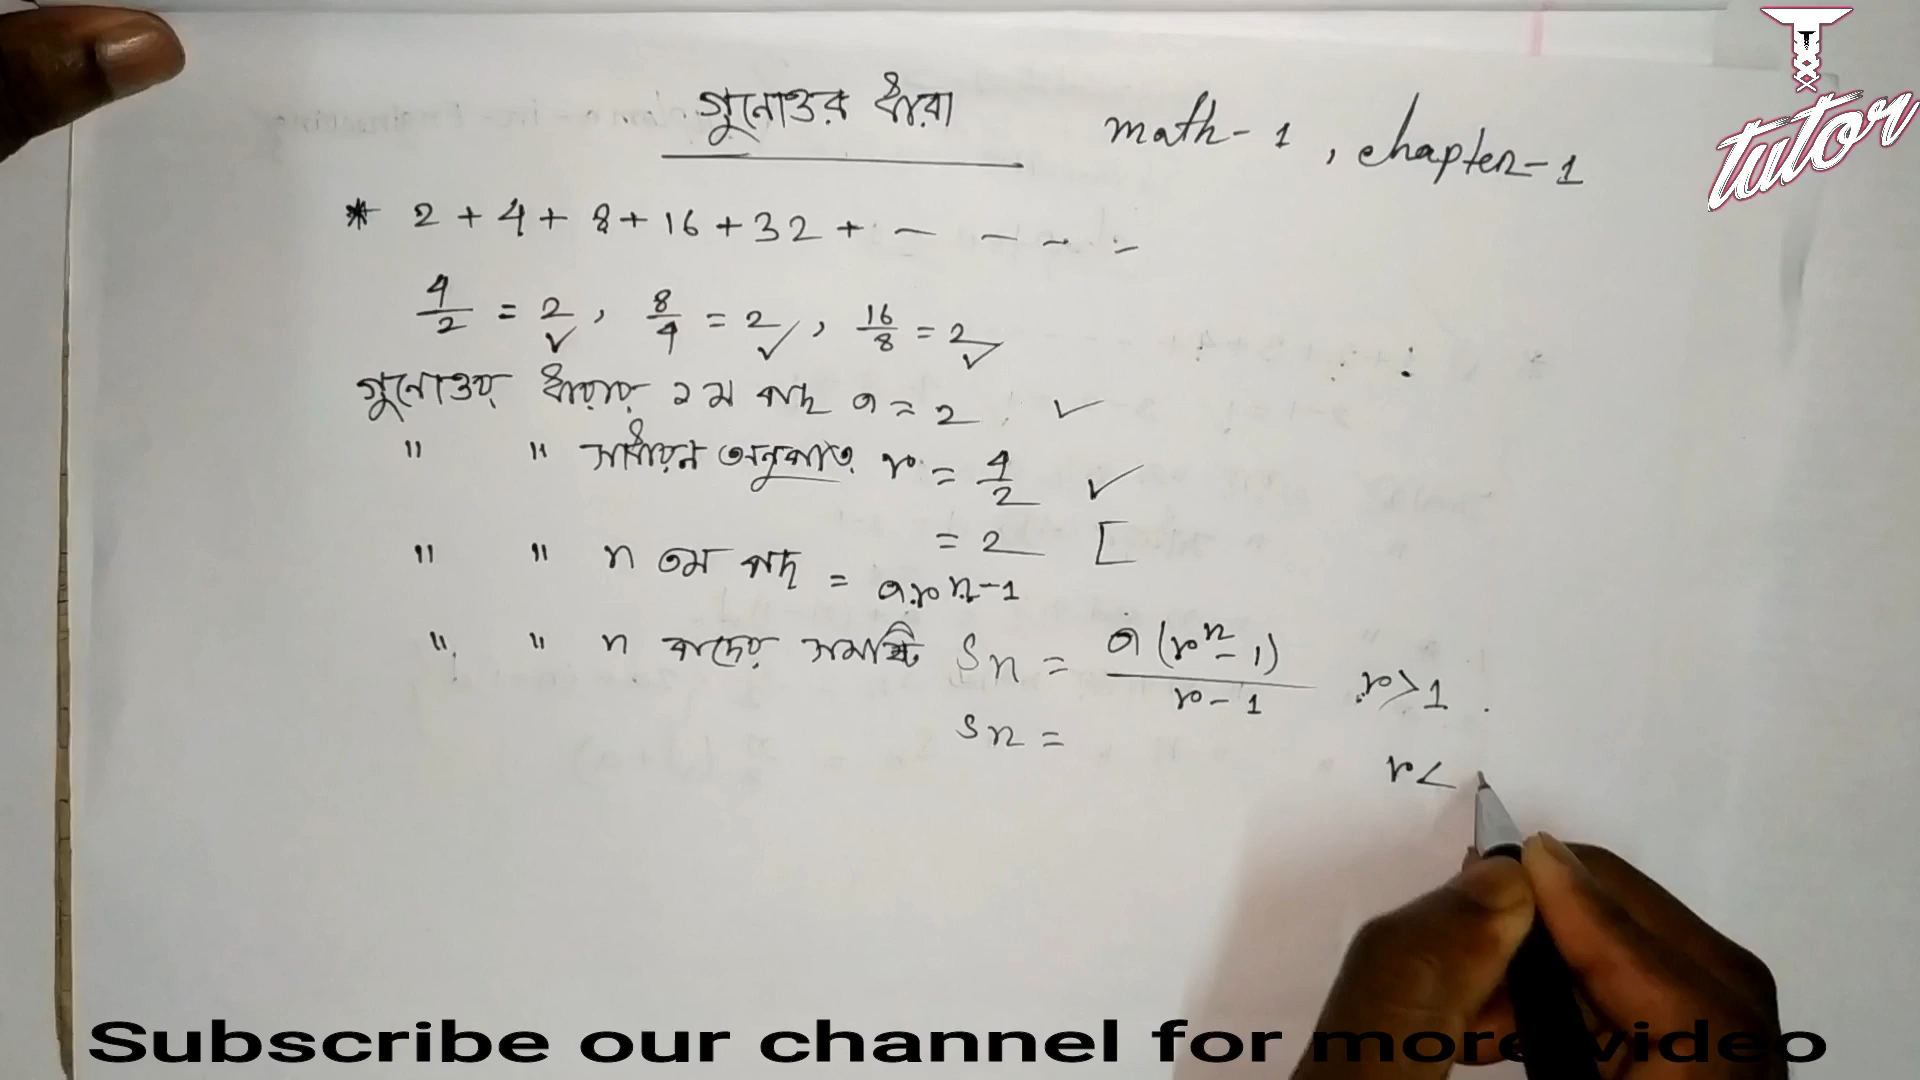 গুনোত্তর ধারা
math-1, chapter-1
T TXXX tutor
* 2 + 4 + 8 + 16 + 32 + - - - -
4/2 = 2 ✓, 8/4 = 2 ✓, 16/8 = 2 ✓
গুনোত্তর ধারার ১ম পদ a = 2 ✓
" " সাধারন অনুপাত r = 4/2 ✓
= 2 [
" " n তম পদ = a.r^n-1
" " n পদের সমষ্টি Sn = a(r^n-1)/r-1 r>1.
Sn = r<
Subscribe our channel for more video